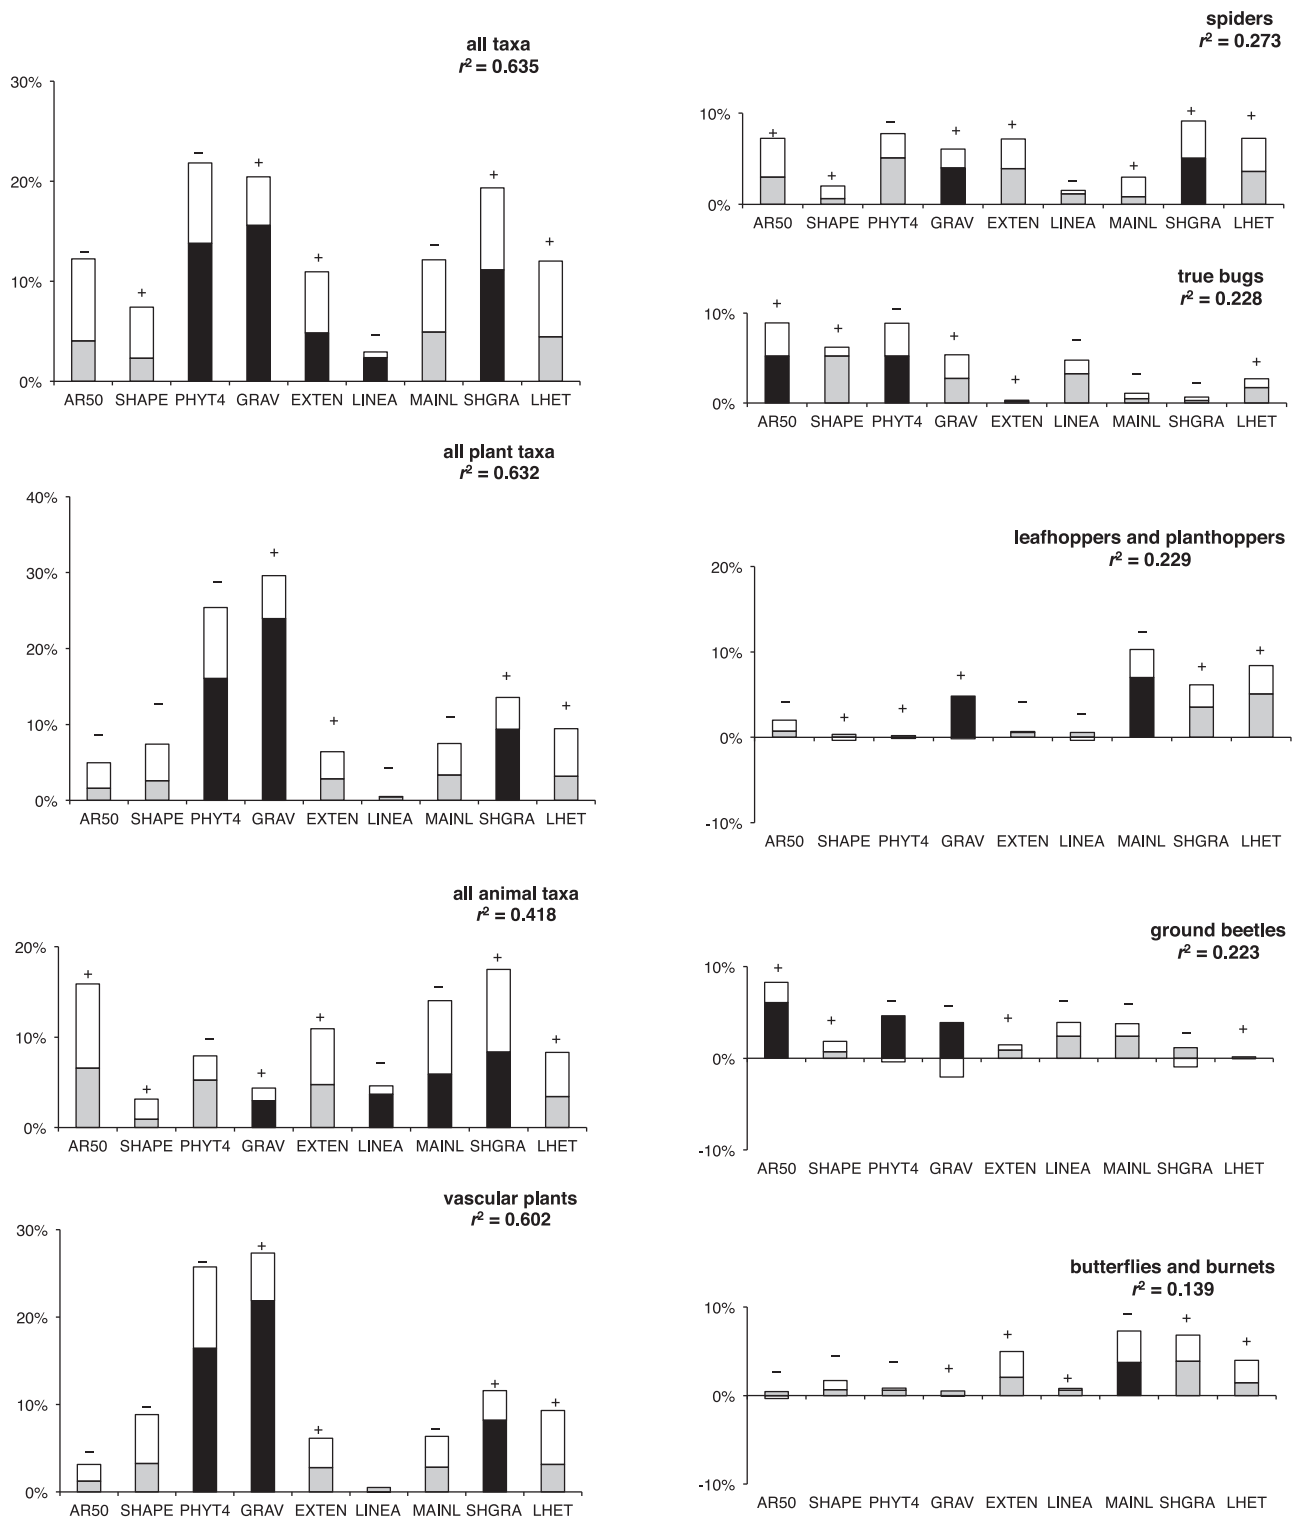 all taxa
r² = 0.635
30%
20%
10%
0%
− + − + + − − + +
AR50 SHAPE PHYT4 GRAV EXTEN LINEA MAINL SHGRA LHET
all plant taxa
r² = 0.632
40%
30%
20%
10%
0%
− − − + + − − + +
AR50 SHAPE PHYT4 GRAV EXTEN LINEA MAINL SHGRA LHET
all animal taxa
r² = 0.418
20%
10%
0%
+ + − + + − − + +
AR50 SHAPE PHYT4 GRAV EXTEN LINEA MAINL SHGRA LHET
vascular plants
r² = 0.602
30%
20%
10%
0%
− − − + + − + +
AR50 SHAPE PHYT4 GRAV EXTEN LINEA MAINL SHGRA LHET
spiders
r² = 0.273
10%
0%
+ + − + + − + + +
AR50 SHAPE PHYT4 GRAV EXTEN LINEA MAINL SHGRA LHET
true bugs
r² = 0.228
10%
0%
+ + − + + − − − +
AR50 SHAPE PHYT4 GRAV EXTEN LINEA MAINL SHGRA LHET
leafhoppers and planthoppers
r² = 0.229
20%
10%
0%
-10%
− + + + − − − + +
AR50 SHAPE PHYT4 GRAV EXTEN LINEA MAINL SHGRA LHET
ground beetles
r² = 0.223
10%
0%
-10%
+ + − − + − − − +
AR50 SHAPE PHYT4 GRAV EXTEN LINEA MAINL SHGRA LHET
butterflies and burnets
r² = 0.139
10%
0%
-10%
− − − + + + − + +
AR50 SHAPE PHYT4 GRAV EXTEN LINEA MAINL SHGRA LHET